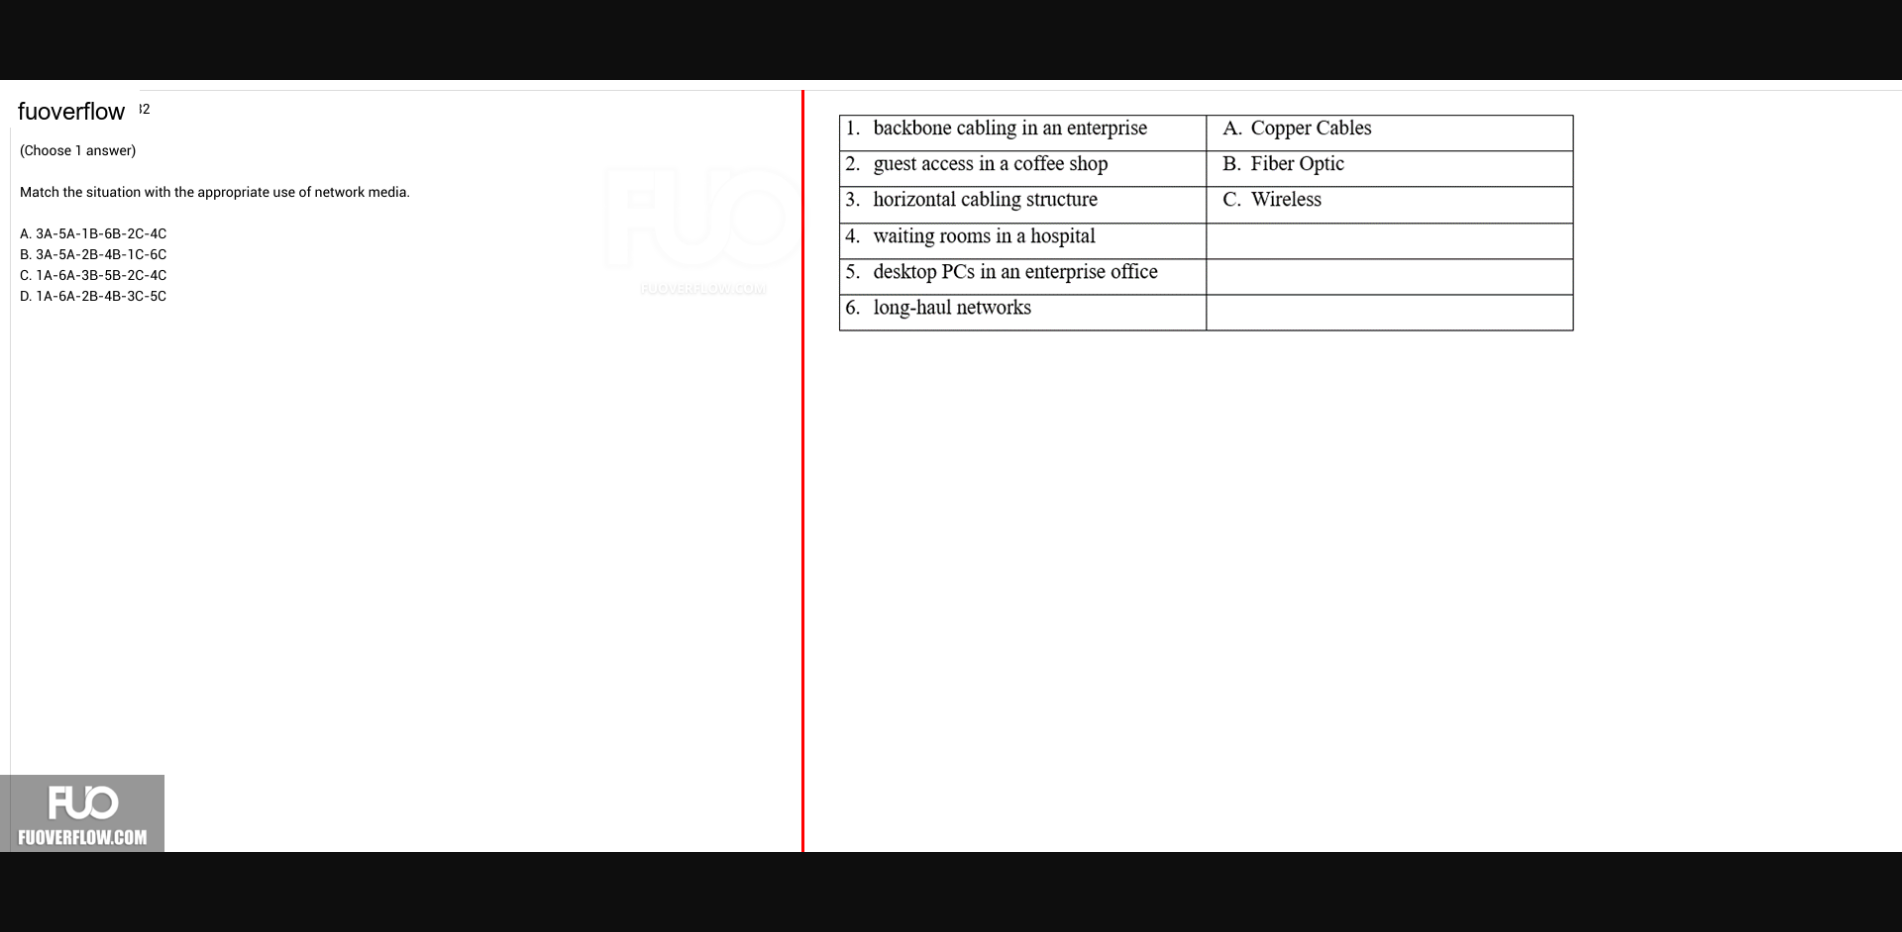 fuoverflow
(Choose 1 answer)
Match the situation with the appropriate use of network media.
A. 3A-5A-1B-6B-2C-4C
B. 3A-5A-2B-4B-1C-6C
C. 1A-6A-3B-5B-2C-4C
D. 1A-6A-2B-4B-3C-5C
FUO
FUOVERFLOW.COM
1. backbone cabling in an enterprise A. Copper Cables
2. guest access in a coffee shop B. Fiber Optic
3. horizontal cabling structure C. Wireless
4. waiting rooms in a hospital
5. desktop PCs in an enterprise office
6. long-haul networks
FUO
FUOVERFLOW.COM